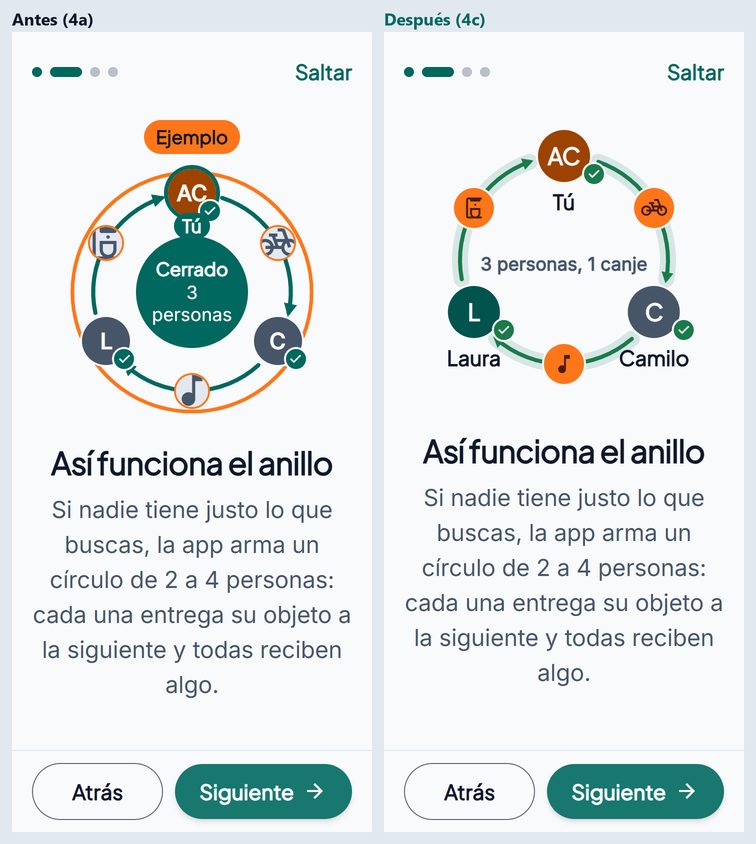 Antes (4a)
Saltar
Ejemplo
AC
Tú
Cerrado
3
personas
L
C
Así funciona el anillo
Si nadie tiene justo lo que
buscas, la app arma un
círculo de 2 a 4 personas:
cada una entrega su objeto a
la siguiente y todas reciben
algo.
Atrás
Siguiente
Después (4c)
Saltar
AC
Tú
3 personas, 1 canje
L
C
Laura
Camilo
Así funciona el anillo
Si nadie tiene justo lo que
buscas, la app arma un
círculo de 2 a 4 personas:
cada una entrega su objeto a
la siguiente y todas reciben
algo.
Atrás
Siguiente